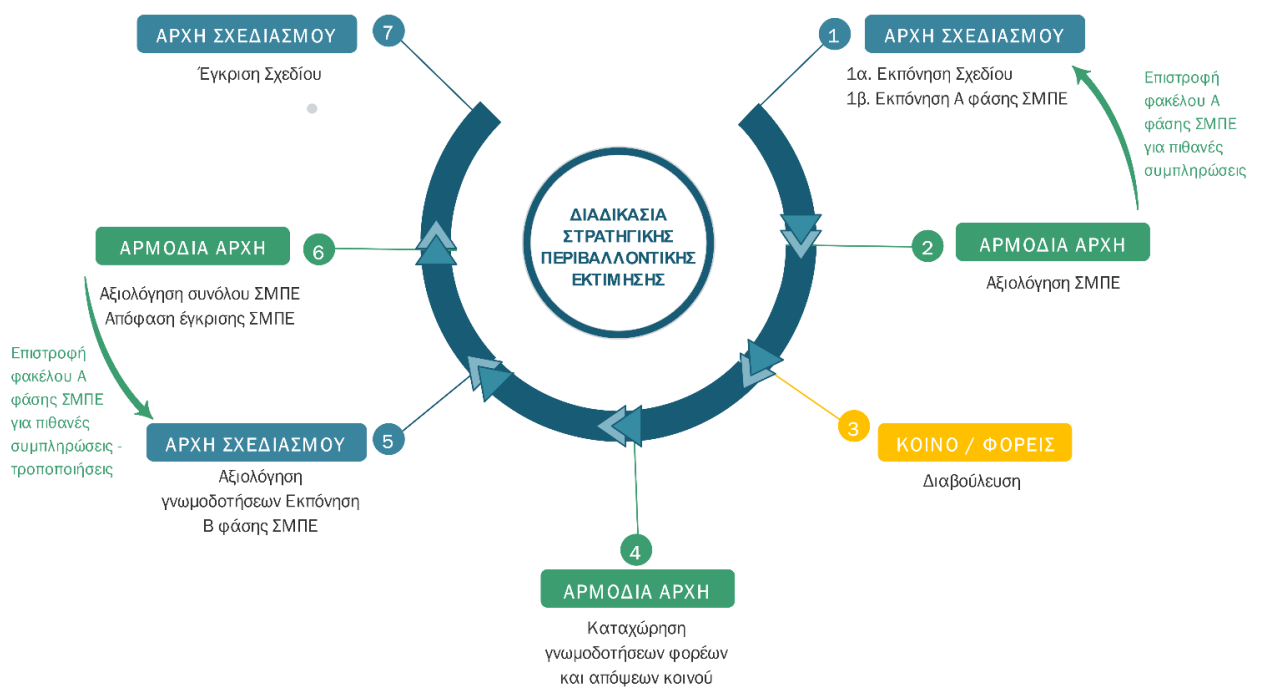 ΔΙΑΔΙΚΑΣΙΑ
ΣΤΡΑΤΗΓΙΚΗΣ
ΠΕΡΙΒΑΛΛΟΝΤΙΚΗΣ
ΕΚΤΙΜΗΣΗΣ
1
ΑΡΧΗ ΣΧΕΔΙΑΣΜΟΥ
1α. Εκπόνηση Σχεδίου
1β. Εκπόνηση Α φάσης ΣΜΠΕ
Επιστροφή
φακέλου Α
φάσης ΣΜΠΕ
για πιθανές
συμπληρώσεις
2
ΑΡΜΟΔΙΑ ΑΡΧΗ
Αξιολόγηση ΣΜΠΕ
3
ΚΟΙΝΟ / ΦΟΡΕΙΣ
Διαβούλευση
4
ΑΡΜΟΔΙΑ ΑΡΧΗ
Καταχώρηση
γνωμοδοτήσεων φορέων
και απόψεων κοινού
5
ΑΡΧΗ ΣΧΕΔΙΑΣΜΟΥ
Αξιολόγηση
γνωμοδοτήσεων Εκπόνηση
Β φάσης ΣΜΠΕ
6
ΑΡΜΟΔΙΑ ΑΡΧΗ
Αξιολόγηση συνόλου ΣΜΠΕ
Απόφαση έγκρισης ΣΜΠΕ
Επιστροφή
φακέλου Α
φάσης ΣΜΠΕ
για πιθανές
συμπληρώσεις -
τροποποιήσεις
7
ΑΡΧΗ ΣΧΕΔΙΑΣΜΟΥ
Έγκριση Σχεδίου